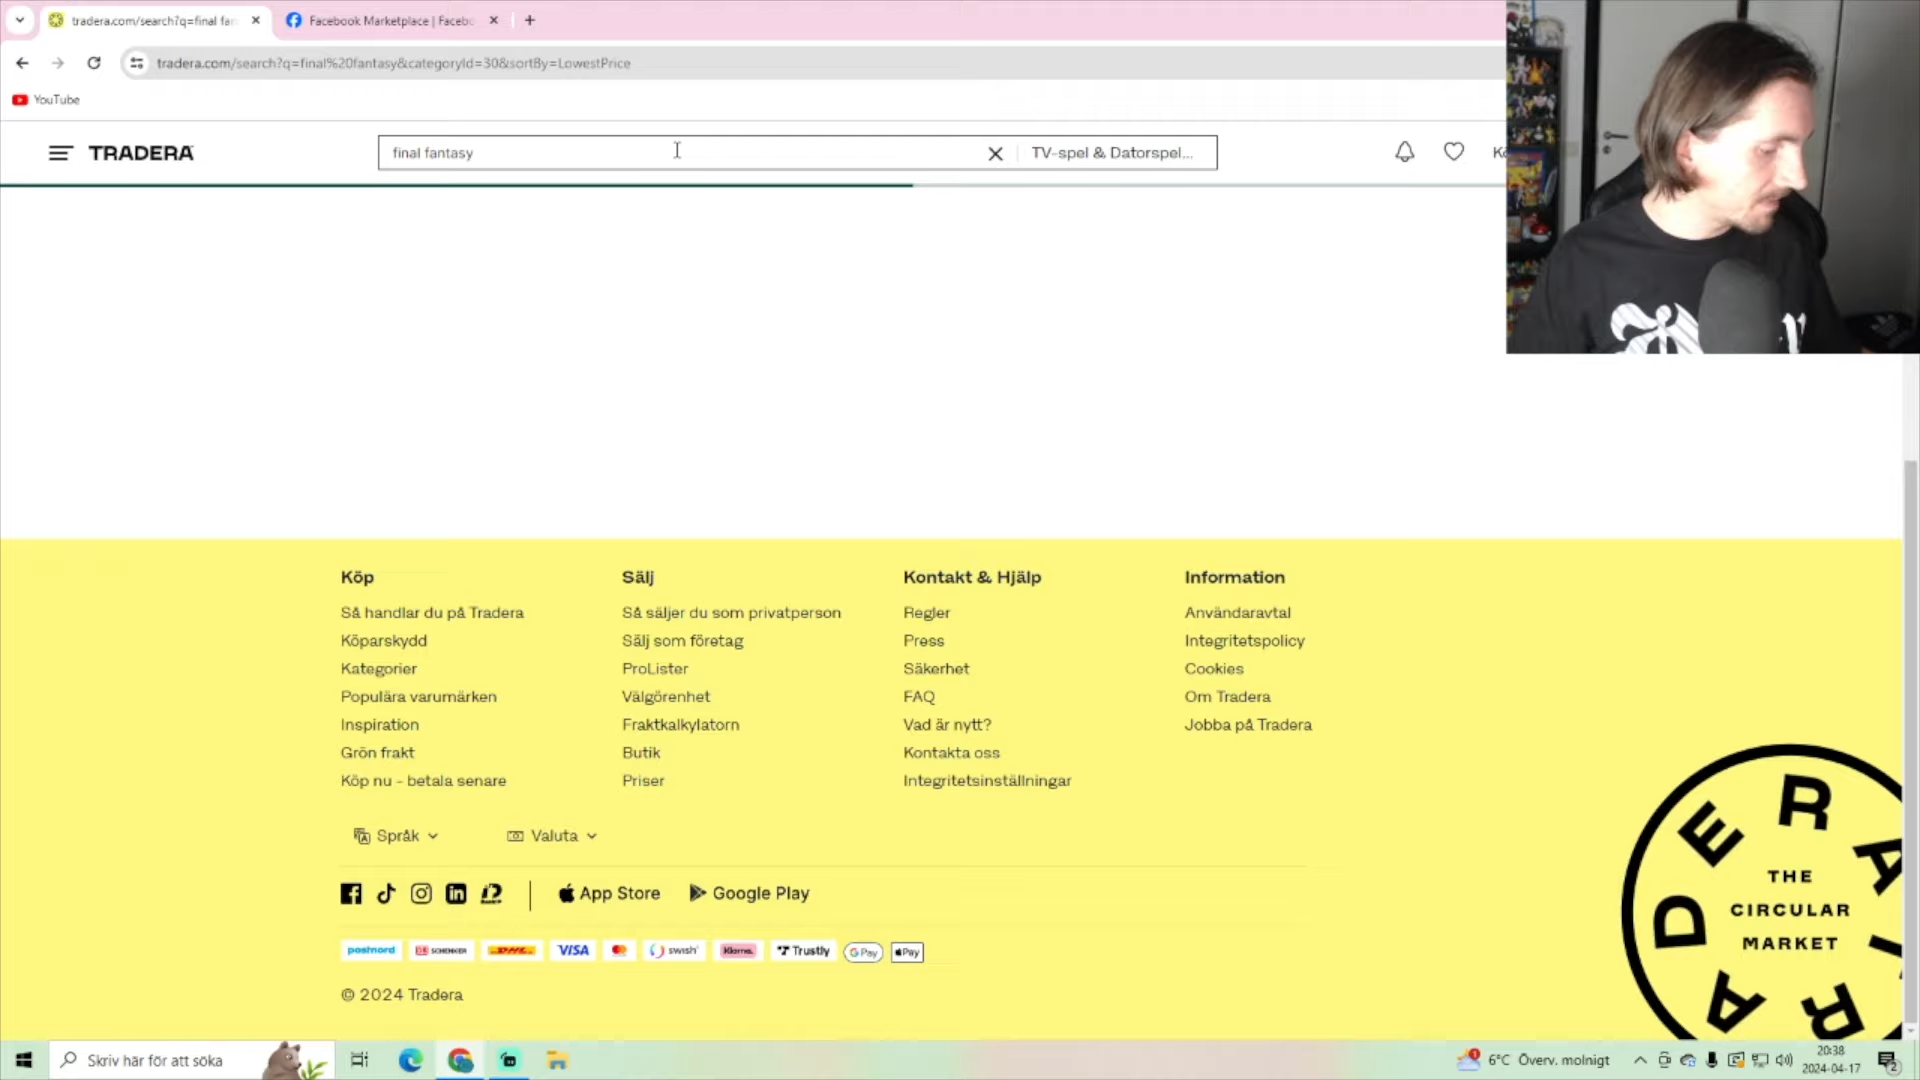 tradera.com/search?q=final fan
Facebook Marketplace | Facebo
tradera.com/search?q=final%20fantasy&categoryId=30&sortBy=LowestPrice
YouTube
TRADERA
final fantasy
TV-spel & Datorspel...
Köp
Så handlar du på Tradera
Köparskydd
Kategorier
Populära varumärken
Inspiration
Grön frakt
Köp nu - betala senare
Sälj
Så säljer du som privatperson
Sälj som företag
ProLister
Välgörenhet
Fraktkalkylatorn
Butik
Priser
Kontakt & Hjälp
Regler
Press
Säkerhet
FAQ
Vad är nytt?
Kontakta oss
Integritetsinställningar
Information
Användaravtal
Integritetspolicy
Cookies
Om Tradera
Jobba på Tradera
Språk
Valuta
App Store
Google Play
postnord
DB SCHENKER
DHL
VISA
swish
Klarna.
Trustly
G Pay
Pay
© 2024 Tradera
TRADERA
THE
CIRCULAR
MARKET
Skriv här för att söka
6°C Överv. molnigt
20:38
2024-04-17
2